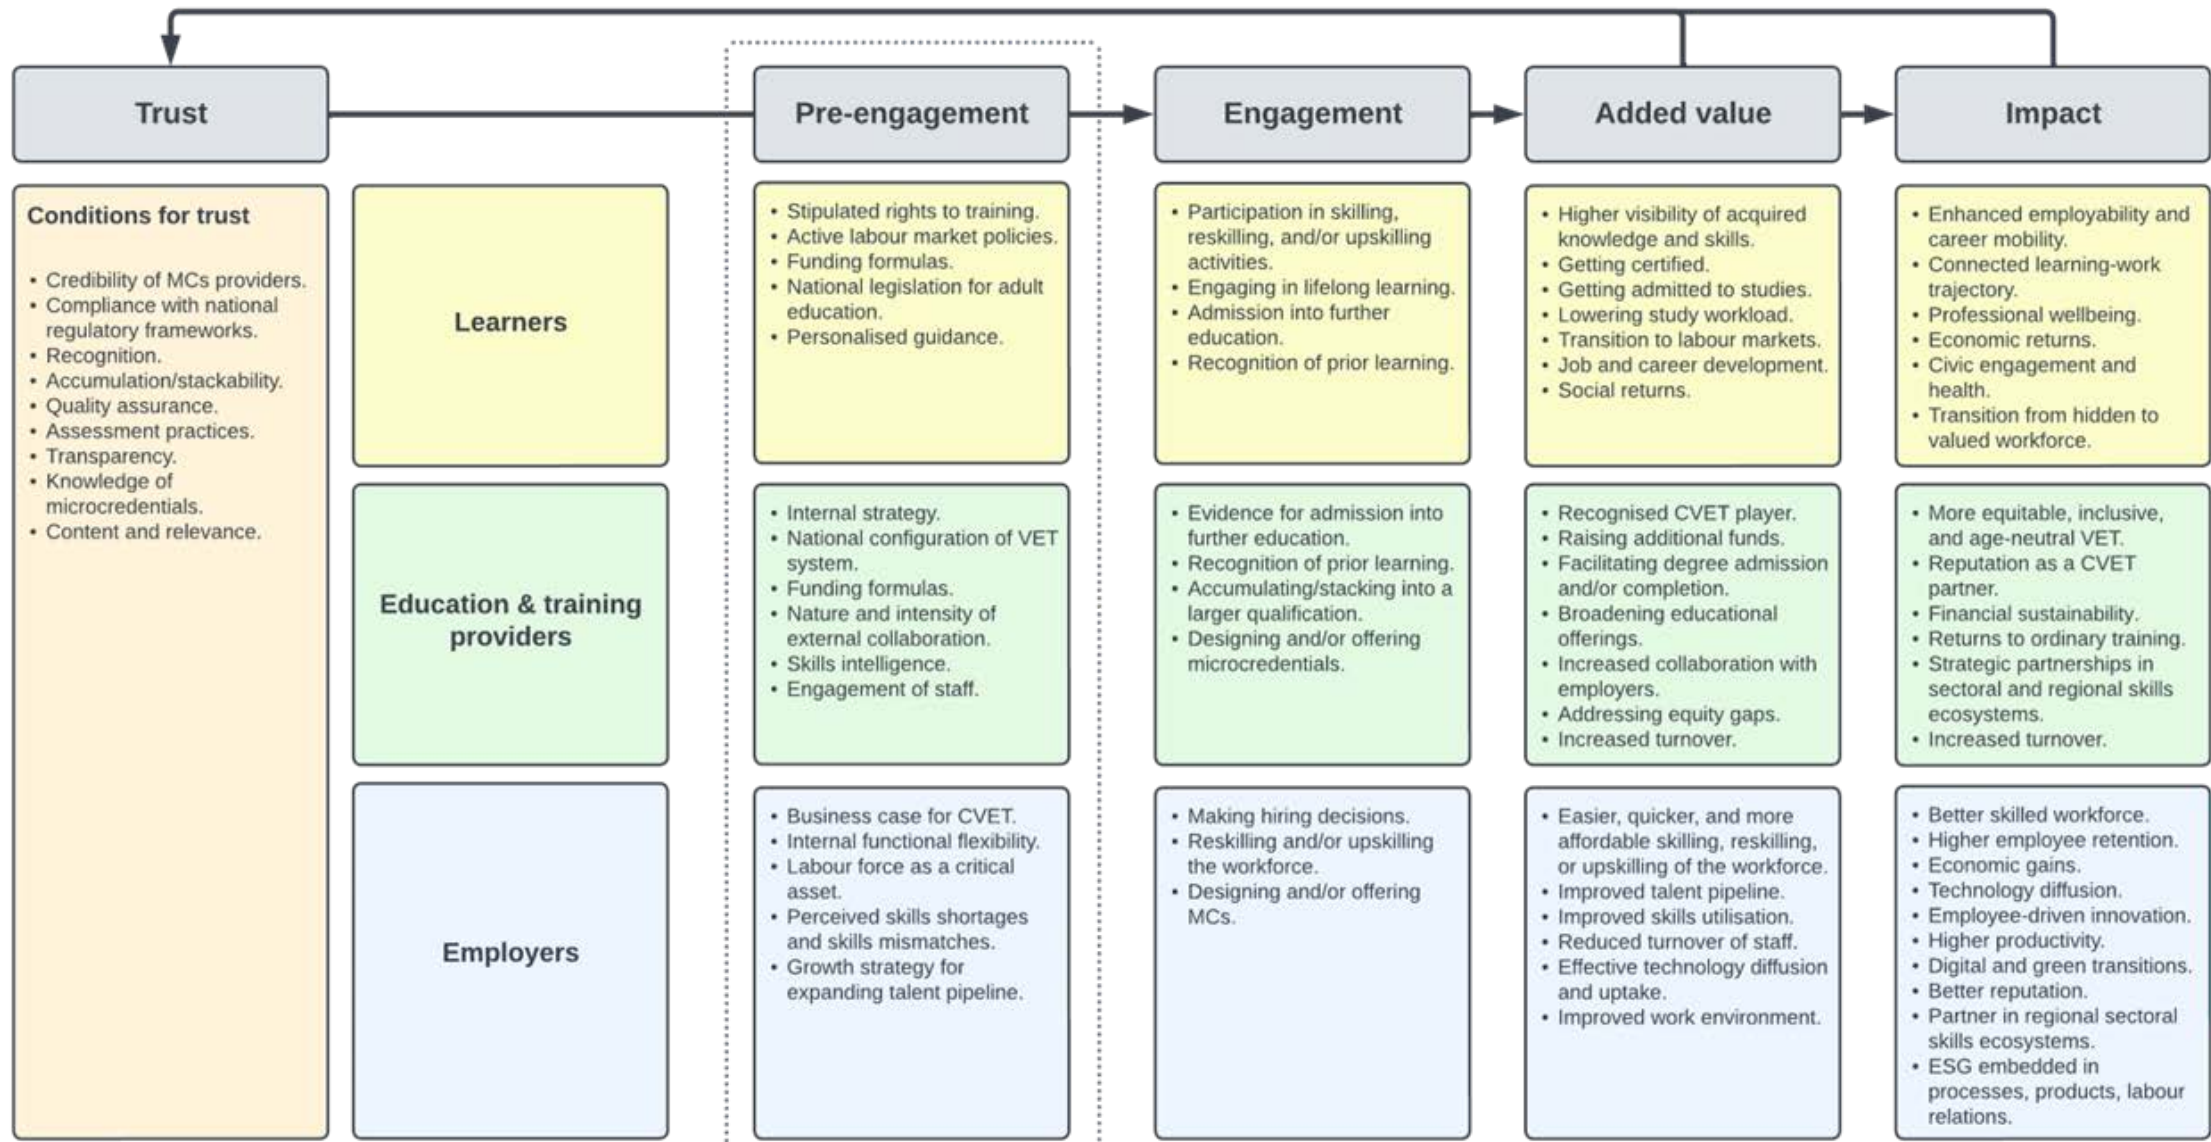 Trust
Pre-engagement
Engagement
Added value
Impact
Conditions for trust
• Credibility of MCs providers.
• Compliance with national
regulatory frameworks.
• Recognition.
• Accumulation/stackability.
• Quality assurance.
• Assessment practices.
• Transparency.
• Knowledge of
microcredentials.
• Content and relevance.
Learners
• Stipulated rights to training.
• Active labour market policies.
• Funding formulas.
• National legislation for adult
education.
• Personalised guidance.
• Participation in skilling,
reskilling, and/or upskilling
activities.
• Engaging in lifelong learning.
• Admission into further
education.
• Recognition of prior learning.
• Higher visibility of acquired
knowledge and skills.
• Getting certified.
• Getting admitted to studies.
• Lowering study workload.
• Transition to labour markets.
• Job and career development.
• Social returns.
• Enhanced employability and
career mobility.
• Connected learning-work
trajectory.
• Professional wellbeing.
• Economic returns.
• Civic engagement and
health.
• Transition from hidden to
valued workforce.
Education & training
providers
• Internal strategy.
• National configuration of VET
system.
• Funding formulas.
• Nature and intensity of
external collaboration.
• Skills intelligence.
• Engagement of staff.
• Evidence for admission into
further education.
• Recognition of prior learning.
• Accumulating/stacking into a
larger qualification.
• Designing and/or offering
microcredentials.
• Recognised CVET player.
• Raising additional funds.
• Facilitating degree admission
and/or completion.
• Broadening educational
offerings.
• Increased collaboration with
employers.
• Addressing equity gaps.
• Increased turnover.
• More equitable, inclusive,
and age-neutral VET.
• Reputation as a CVET
partner.
• Financial sustainability.
• Returns to ordinary training.
• Strategic partnerships in
sectoral and regional skills
ecosystems.
• Increased turnover.
Employers
• Business case for CVET.
• Internal functional flexibility.
• Labour force as a critical
asset.
• Perceived skills shortages
and skills mismatches.
• Growth strategy for
expanding talent pipeline.
• Making hiring decisions.
• Reskilling and/or upskilling
the workforce.
• Designing and/or offering
MCs.
• Easier, quicker, and more
affordable skilling, reskilling,
or upskilling of the workforce.
• Improved talent pipeline.
• Improved skills utilisation.
• Reduced turnover of staff.
• Effective technology diffusion
and uptake.
• Improved work environment.
• Better skilled workforce.
• Higher employee retention.
• Economic gains.
• Technology diffusion.
• Employee-driven innovation.
• Higher productivity.
• Digital and green transitions.
• Better reputation.
• Partner in regional sectoral
skills ecosystems.
• ESG embedded in
processes, products, labour
relations.